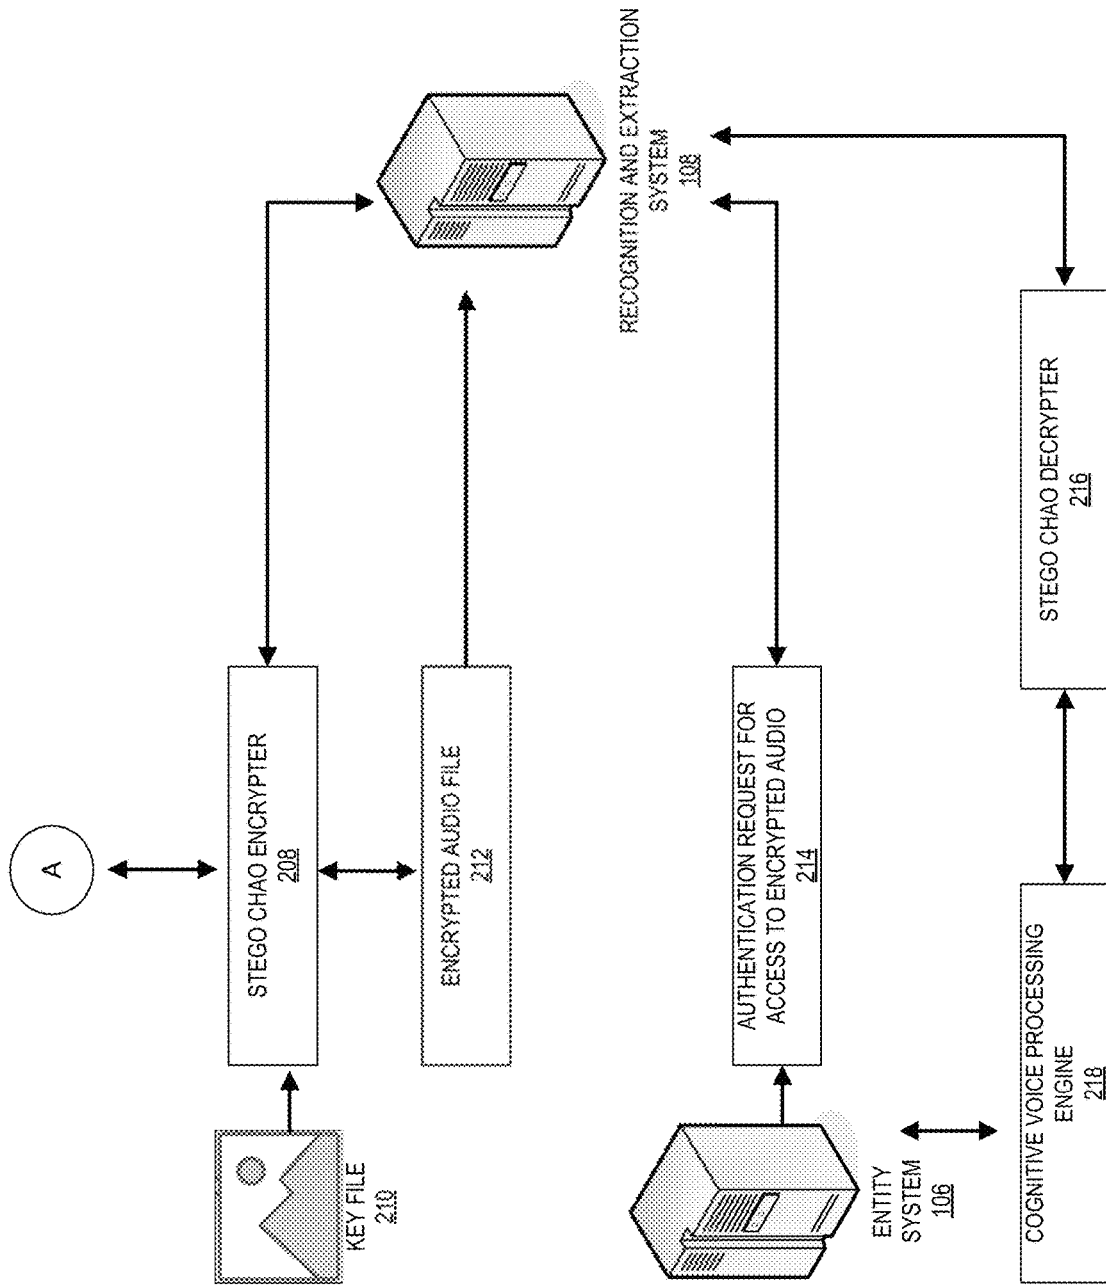 A
STEGO CHAO ENCRYPTER
208
KEY FILE
210
ENCRYPTED AUDIO FILE
212
RECOGNITION AND EXTRACTION
SYSTEM
108
AUTHENTICATION REQUEST FOR
ACCESS TO ENCRYPTED AUDIO
214
ENTITY
SYSTEM
106
STEGO CHAO DECRYPTER
216
COGNITIVE VOICE PROCESSING
ENGINE
218